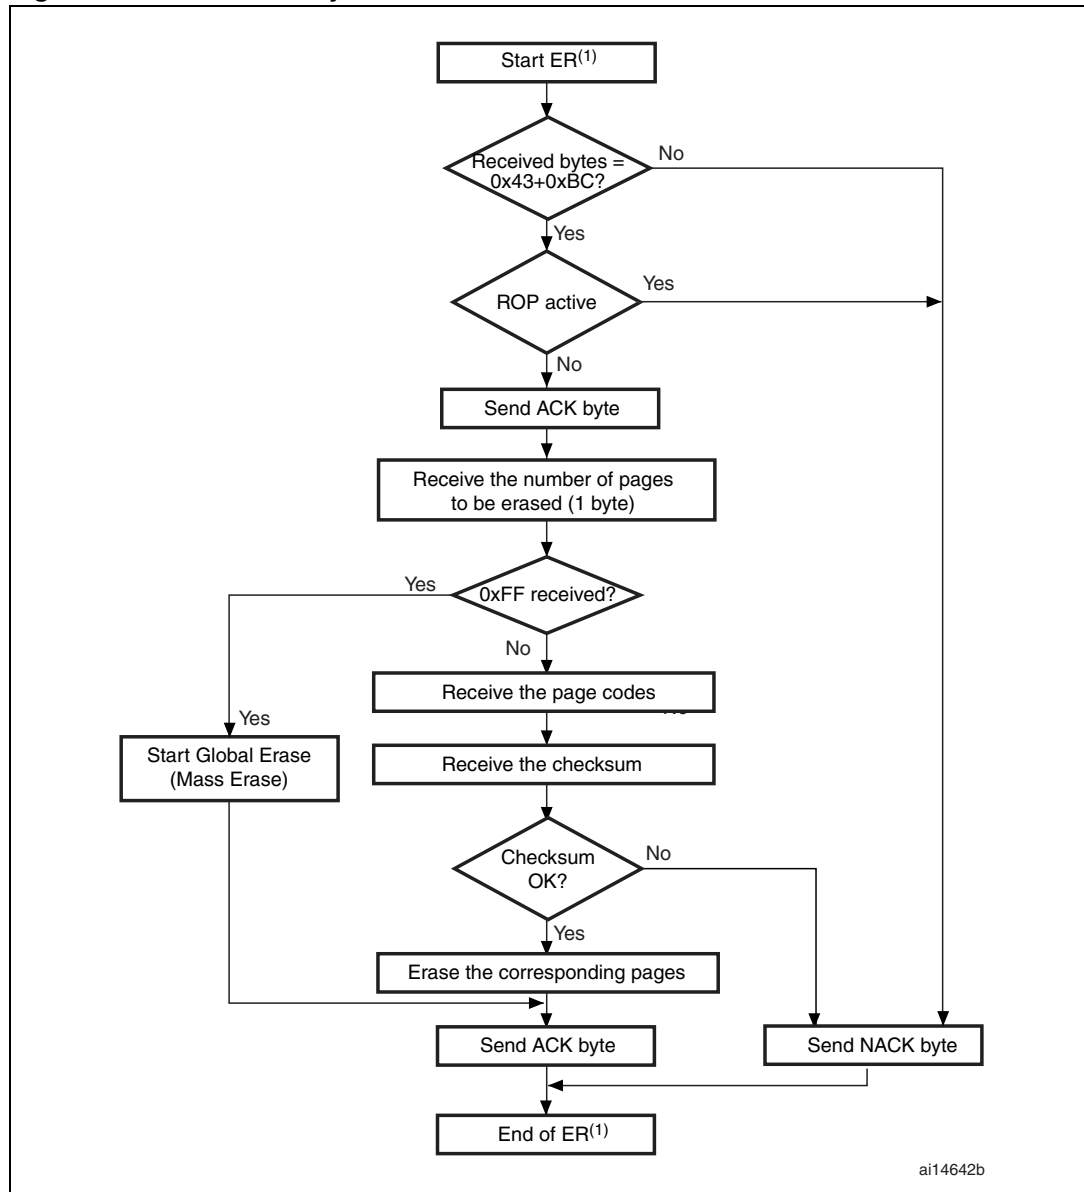 Start ER(1)
Received bytes =
0x43+0xBC?
No
Yes
ROP active
Yes
No
Send ACK byte
Receive the number of pages
to be erased (1 byte)
Yes
0xFF received?
No
Receive the page codes
Yes
Start Global Erase
(Mass Erase)
Receive the checksum
Checksum
OK?
No
Yes
Erase the corresponding pages
Send ACK byte
Send NACK byte
End of ER(1)
ai14642b